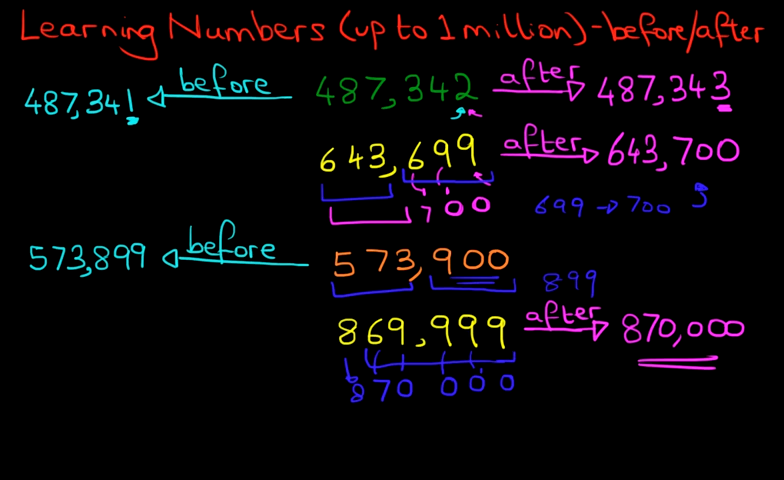 Learning Numbers (up to 1 million) - before/after
487,341 before 487,342 after 487,343
643,699 after 643,700
700
699 → 700
573,899 before 573,900
899
869,999 after 870,000
870 000